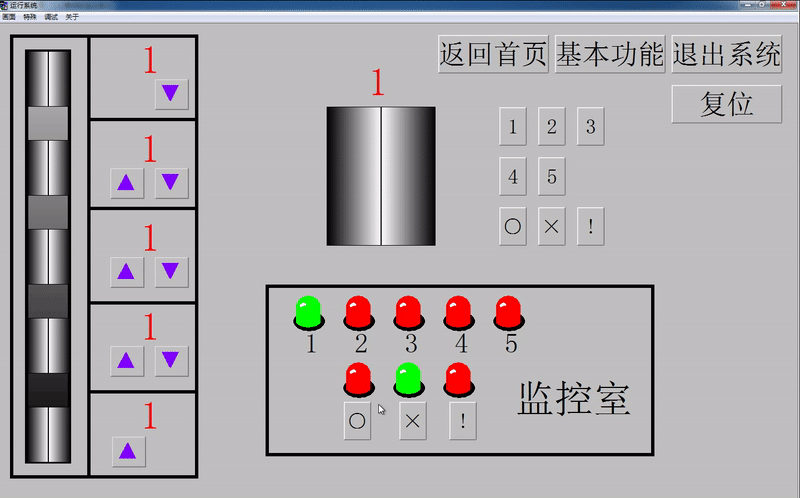 运行系统
画面 特殊 调试 关于
返回首页 基本功能 退出系统
复位
1
1
1
1
1
1
1 2 3
4 5
○ × !
1 2 3 4 5
○ × !
监控室